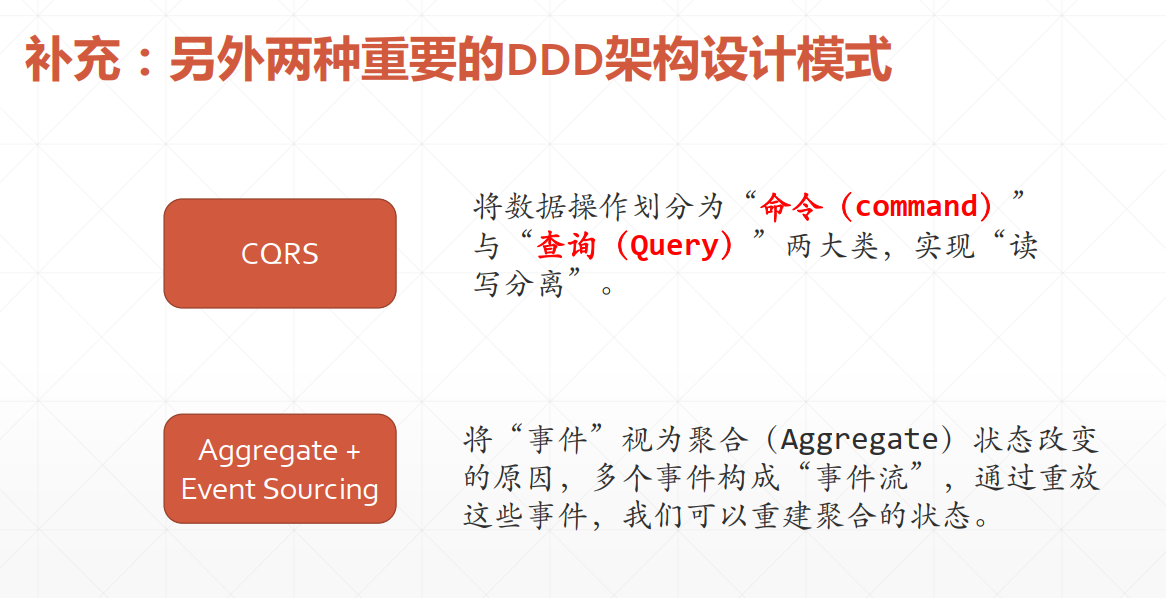 补充：另外两种重要的DDD架构设计模式
CQRS
将数据操作划分为“命令（command）”
与“查询（Query）”两大类，实现“读
写分离”。
Aggregate +
Event Sourcing
将“事件”视为聚合（Aggregate）状态改变
的原因，多个事件构成“事件流”，通过重放
这些事件，我们可以重建聚合的状态。